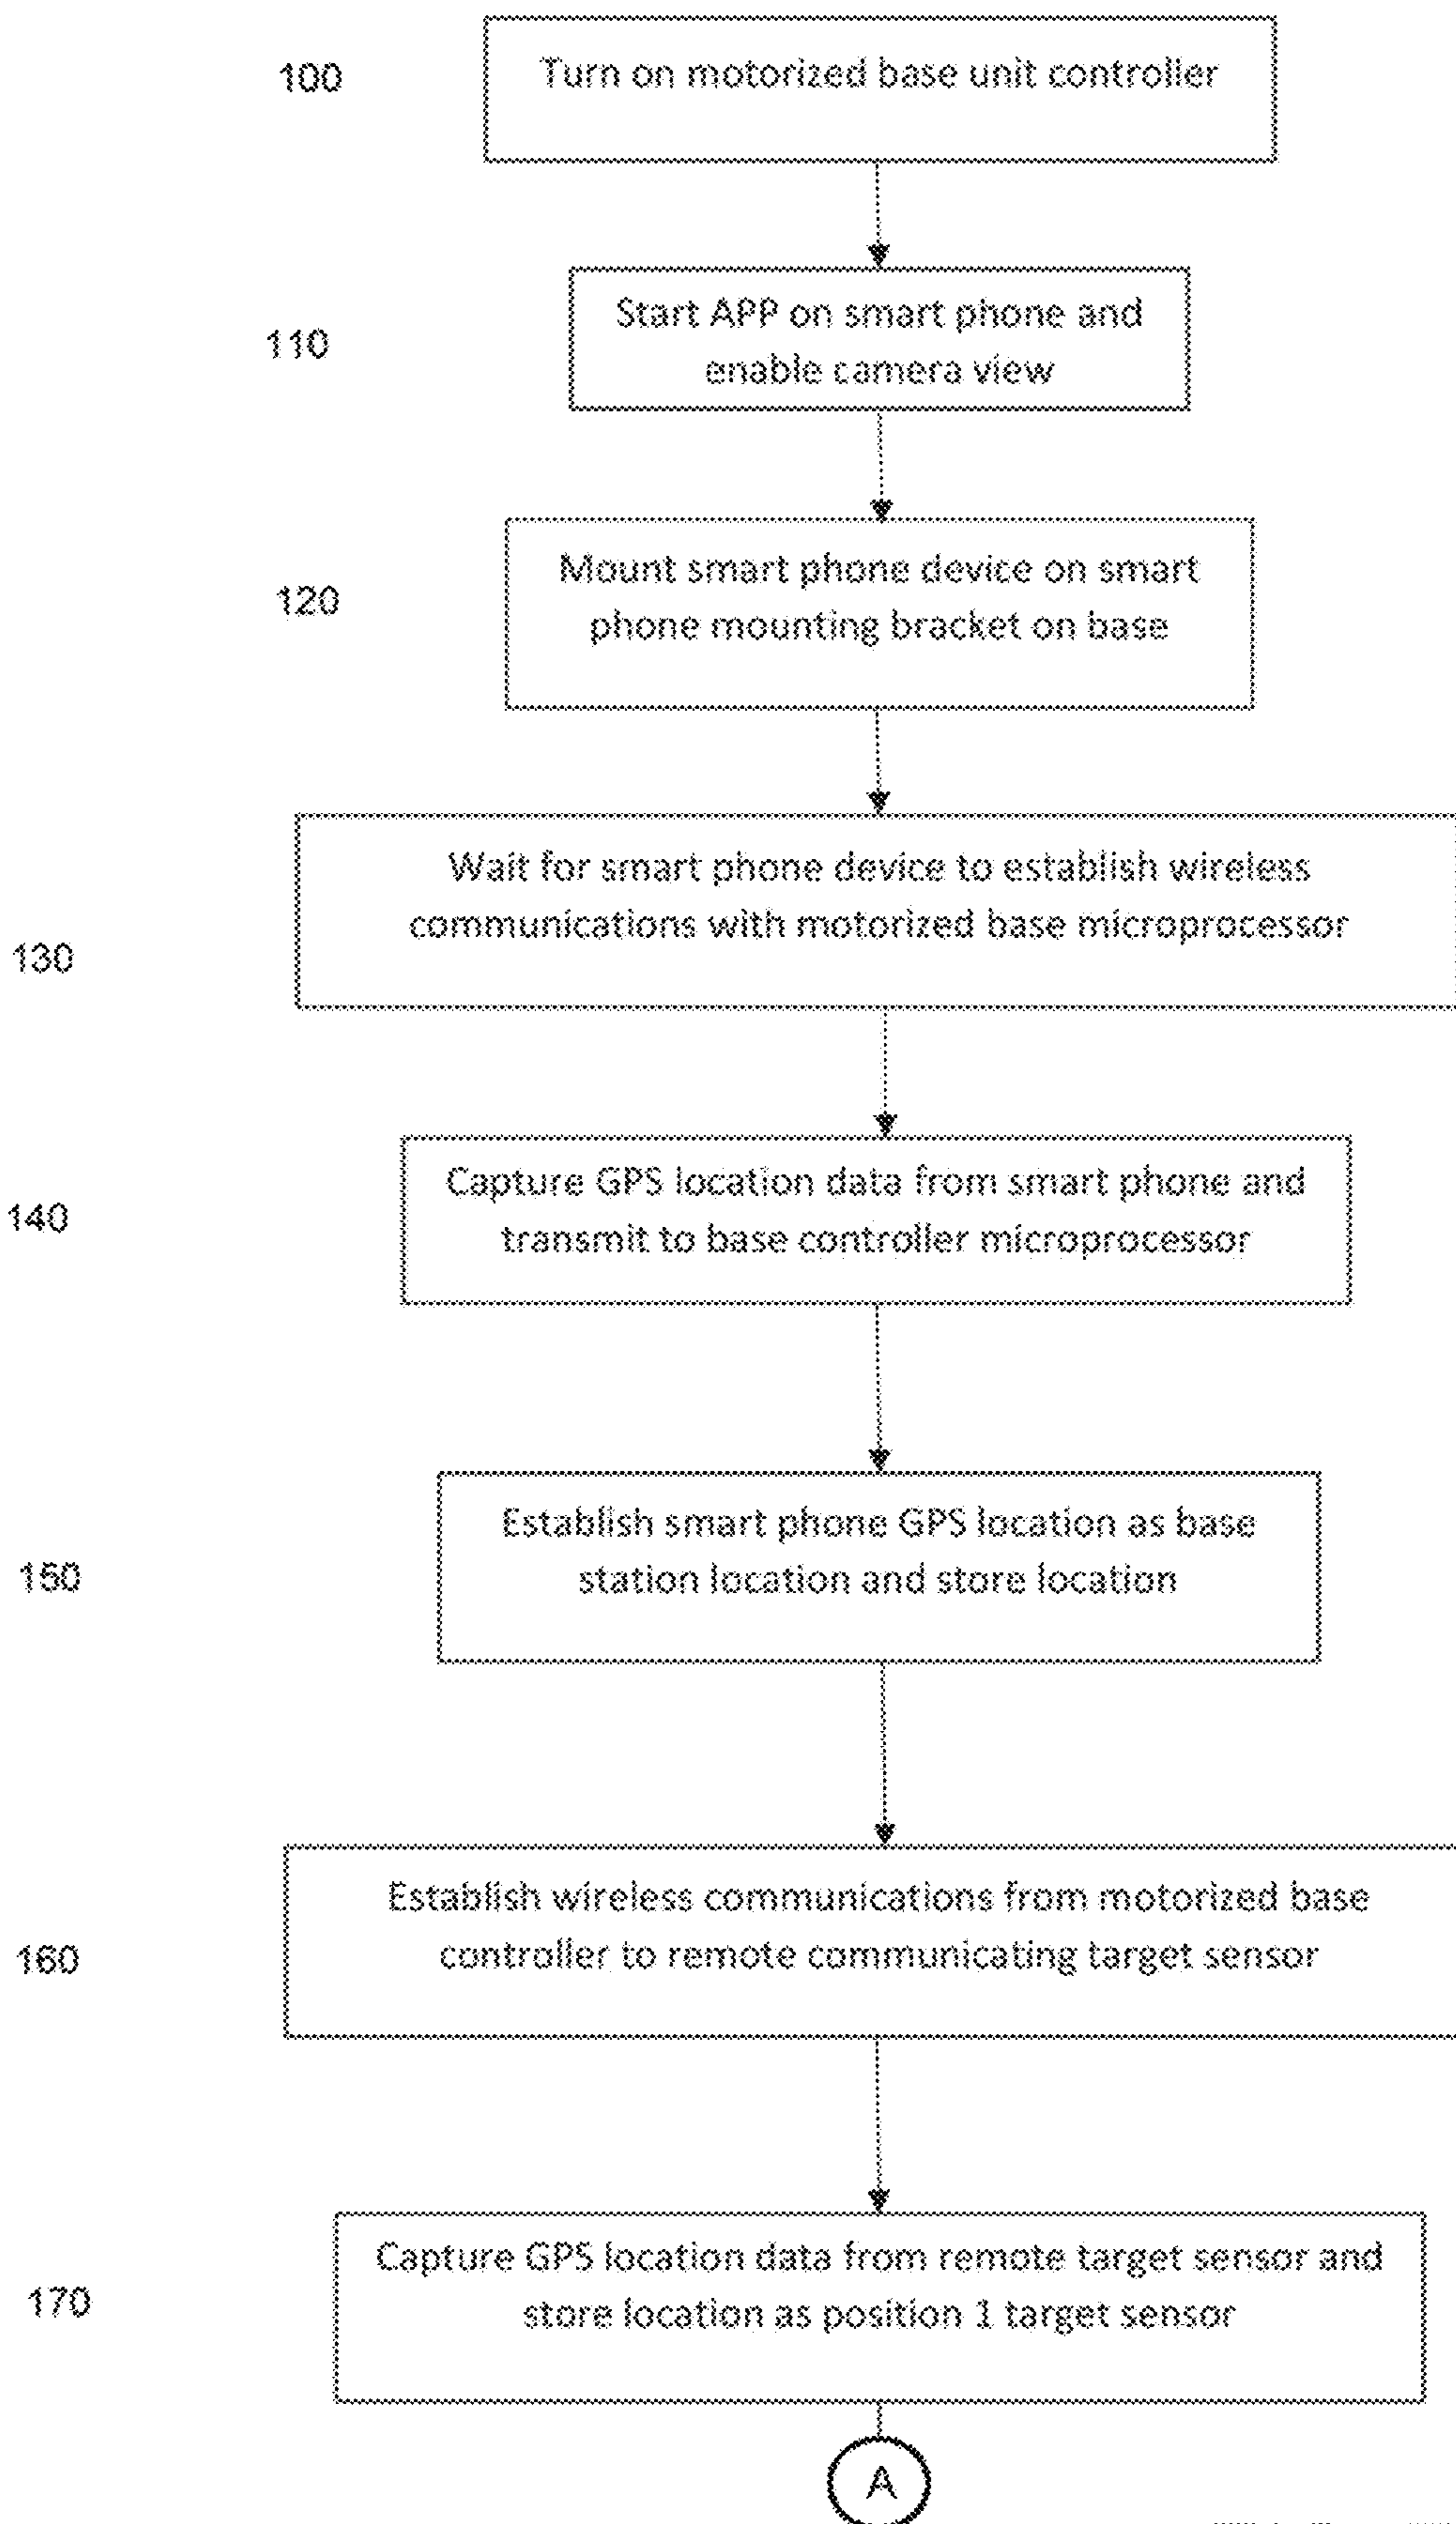 100
Turn on motorized base unit controller
110
Start APP on smart phone and
enable camera view
120
Mount smart phone device on smart
phone mounting bracket on base
130
Wait for smart phone device to establish wireless
communications with motorized base microprocessor
140
Capture GPS location data from smart phone and
transmit to base controller microprocessor
150
Establish smart phone GPS location as base
station location and store location
160
Establish wireless communications from motorized base
controller to remote communicating target sensor
170
Capture GPS location data from remote target sensor and
store location as position 1 target sensor
A